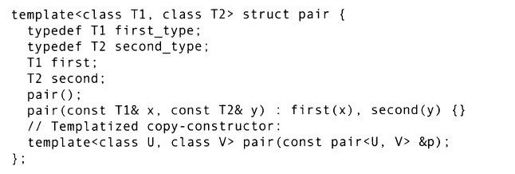 template<class T1, class T2> struct pair {
  typedef T1 first_type;
  typedef T2 second_type;
  T1 first;
  T2 second;
  pair();
  pair(const T1& x, const T2& y) : first(x), second(y) {}
  // Templatized copy-constructor:
  template<class U, class V> pair(const pair<U, V> &p);
};